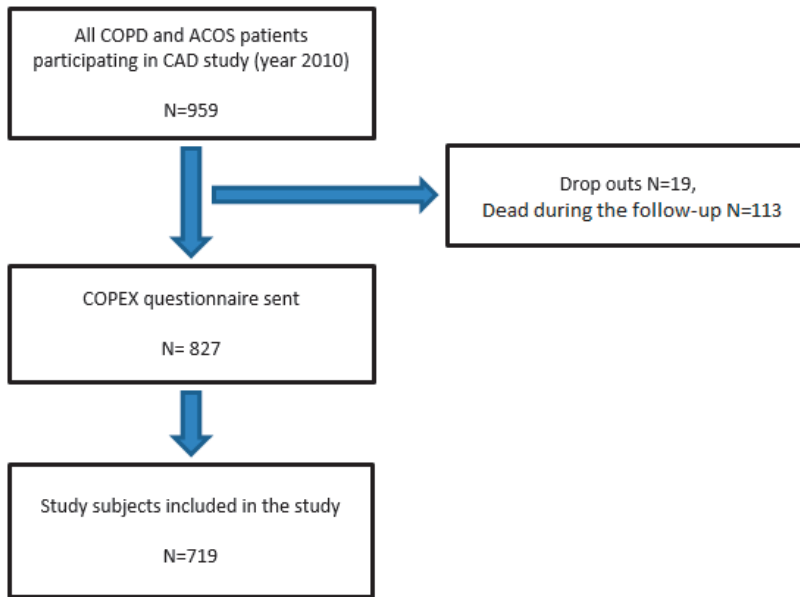 All COPD and ACOS patients
participating in CAD study (year 2010)
N=959
Drop outs N=19,
Dead during the follow-up N=113
COPEX questionnaire sent
N= 827
Study subjects included in the study
N=719